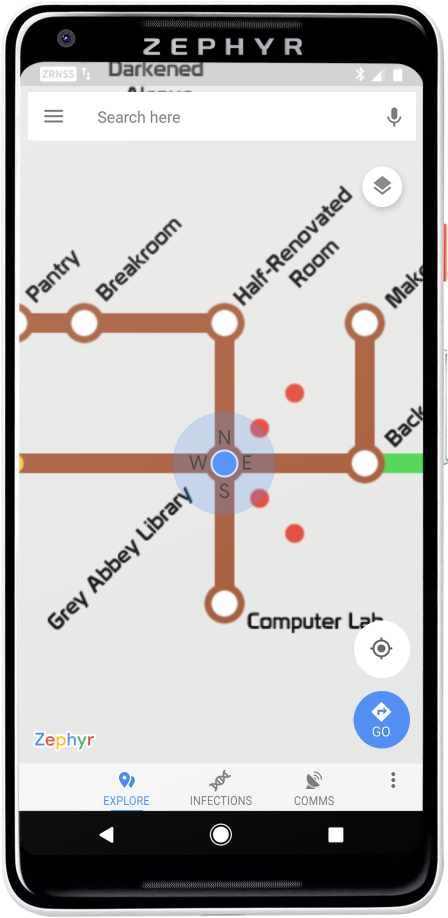 ZEPHYR
ZRNSS
Darkened
Search here
Half-Renovated
Room
Breakroom
Pantry
Make
Back
N
W E
S
Grey Abbey Library
Computer Lab
GO
Zephyr
EXPLORE INFECTIONS COMMS